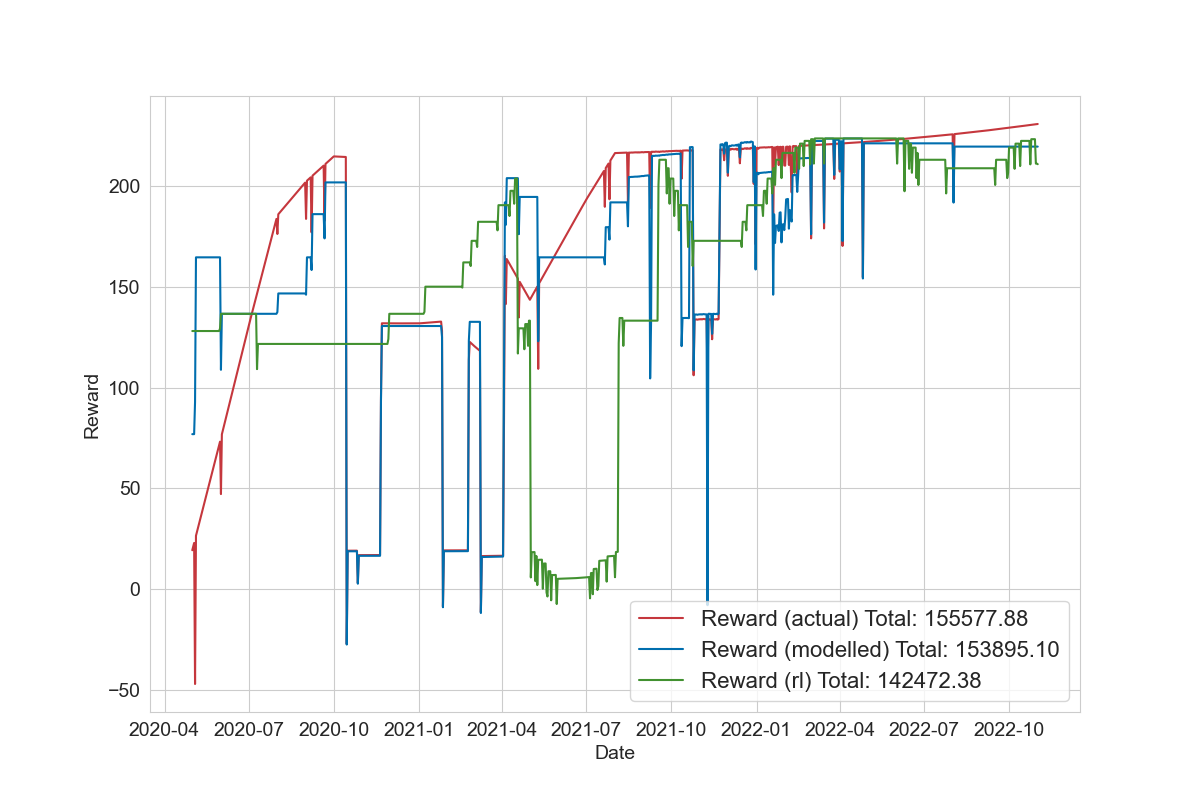 200
150
100
50
0
−50
Reward
2020-04 2020-07 2020-10 2021-01 2021-04 2021-07 2021-10 2022-01 2022-04 2022-07 2022-10
Date
Reward (actual) Total: 155577.88
Reward (modelled) Total: 153895.10
Reward (rl) Total: 142472.38